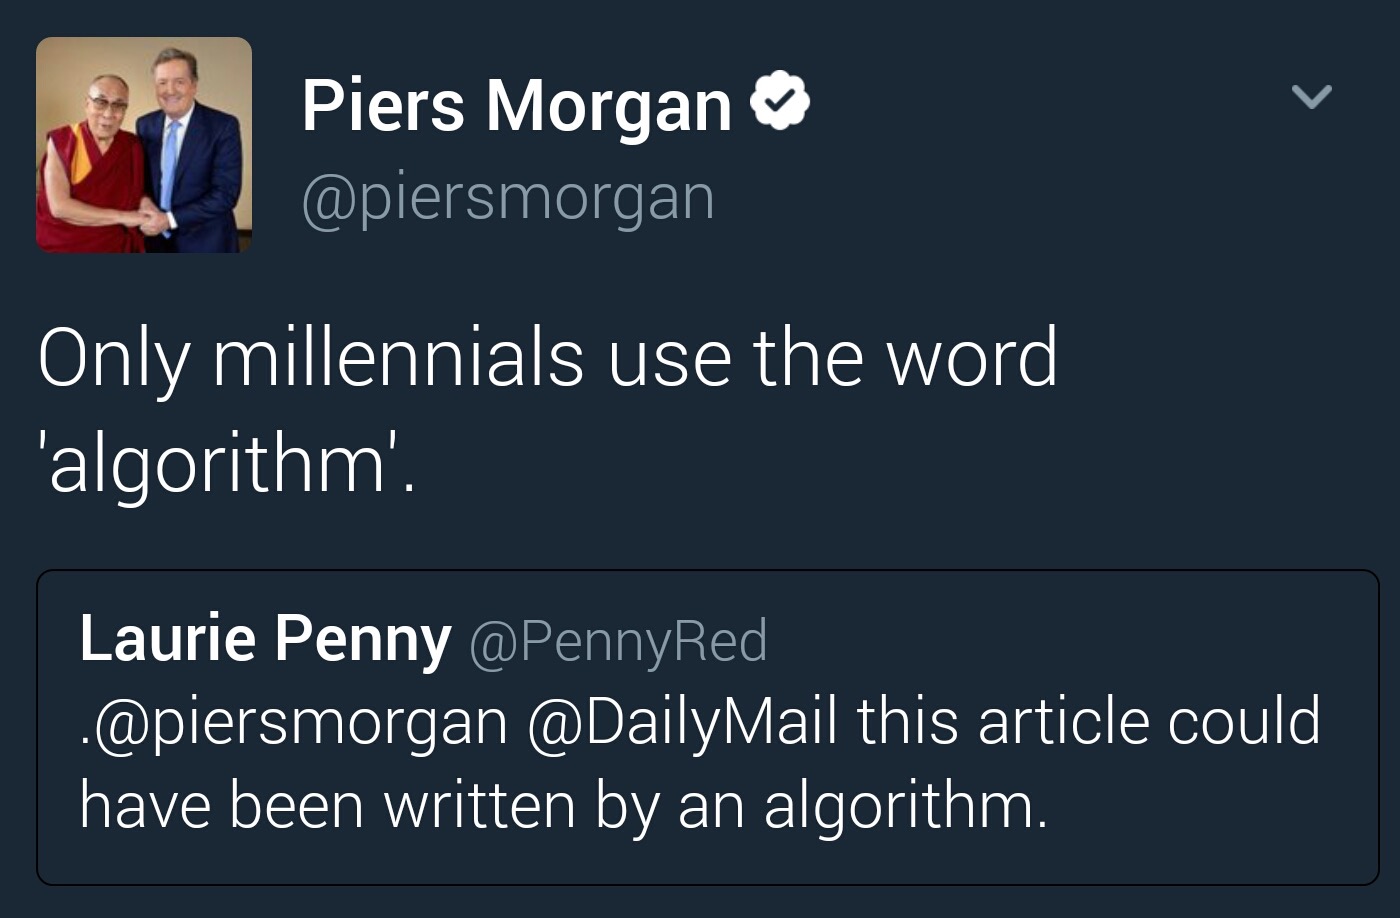 Piers Morgan
@piersmorgan
Only millennials use the word
'algorithm'.
Laurie Penny @PennyRed
.@piersmorgan @DailyMail this article could
have been written by an algorithm.